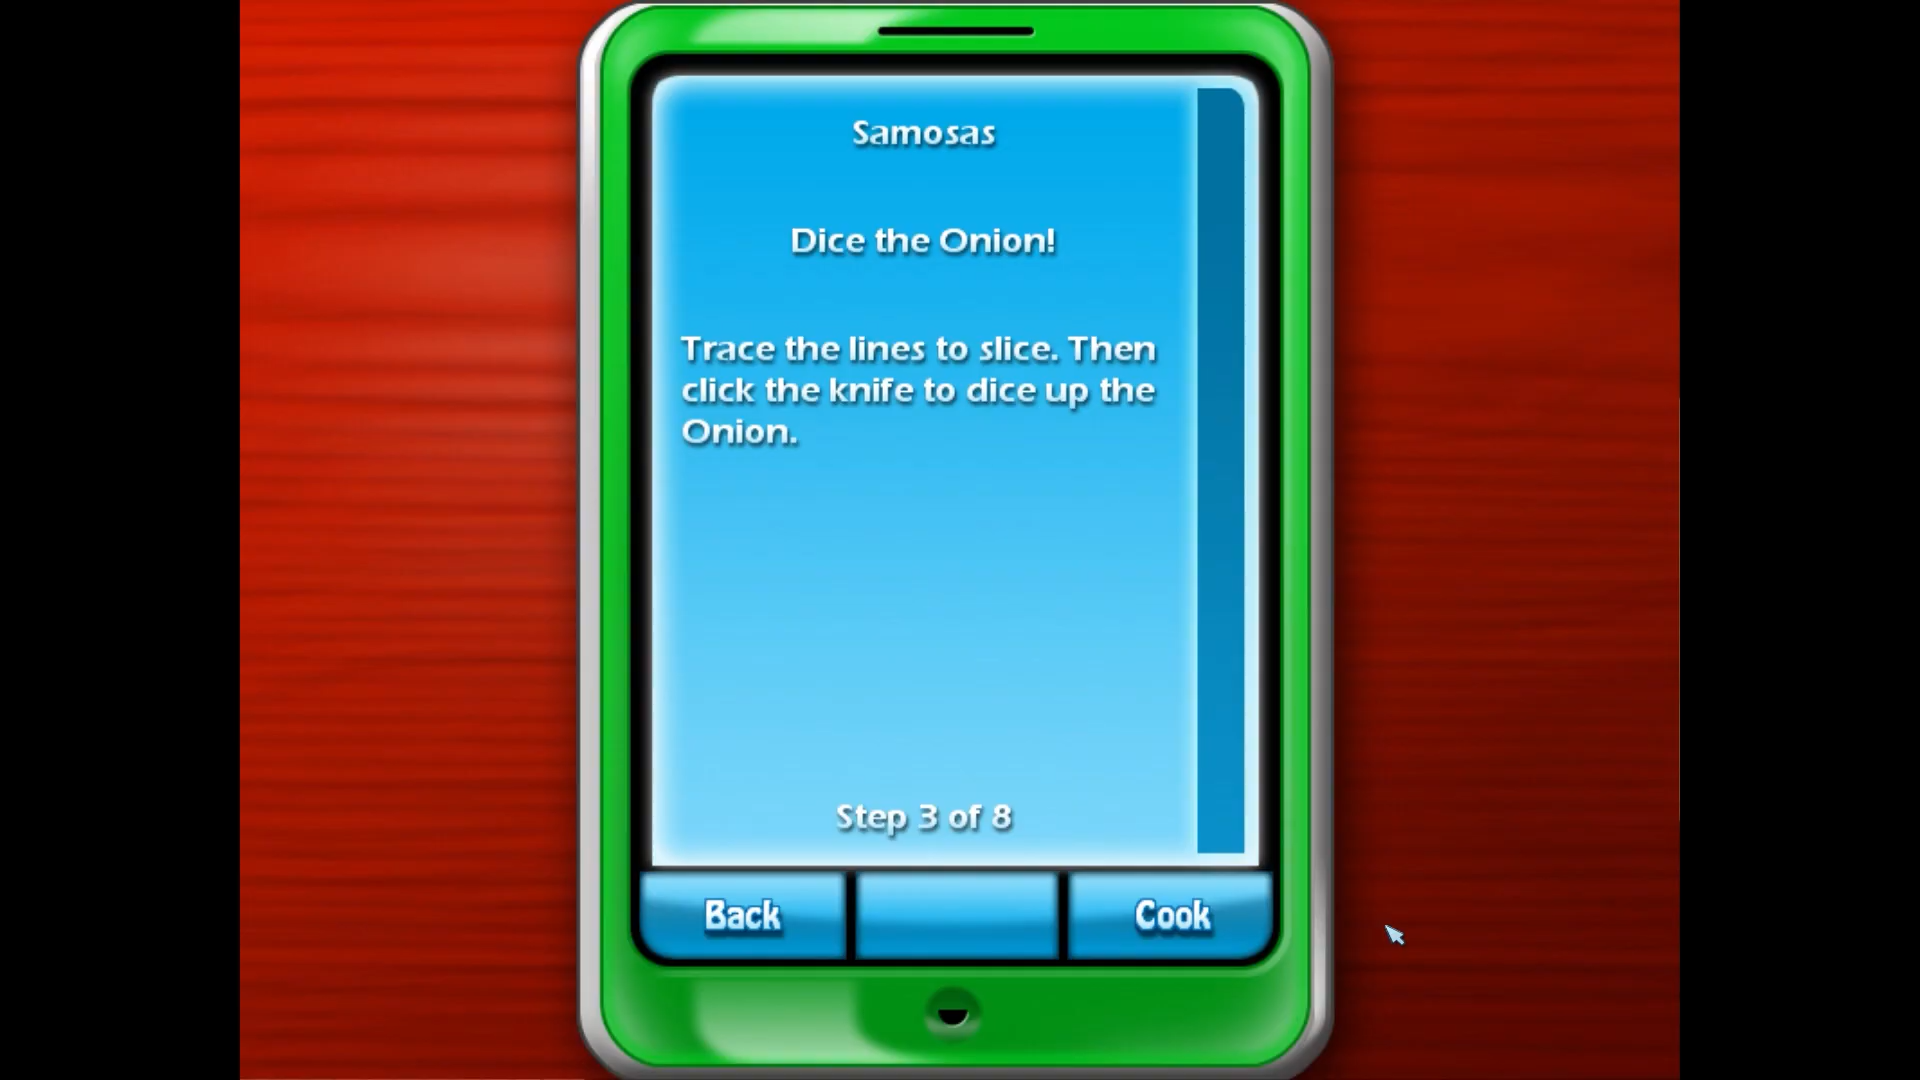 Samosas
Dice the Onion!
Trace the lines to slice. Then
click the knife to dice up the
Onion.
Step 3 of 8
Back
Cook